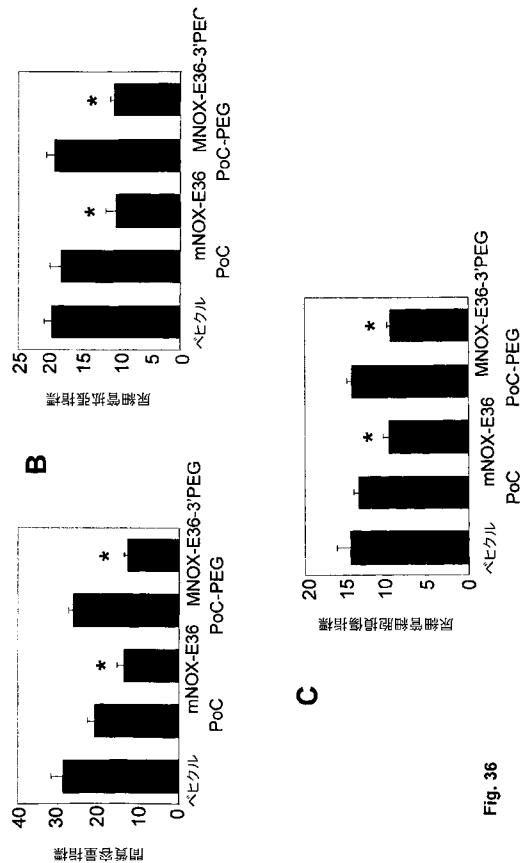 間質容量指標
40
30
20
10
0
*
*
ベヒクル
PoC
mNOX-E36
PoC-PEG
MNOX-E36-3'PEG
B
尿細管拡張指標
25
20
15
10
5
0
*
*
ベヒクル
PoC
mNOX-E36
PoC-PEG
MNOX-E36-3'PEG
C
尿細管細胞損傷指標
20
15
10
5
0
*
*
ベヒクル
PoC
mNOX-E36
PoC-PEG
MNOX-E36-3'PEG
Fig. 36